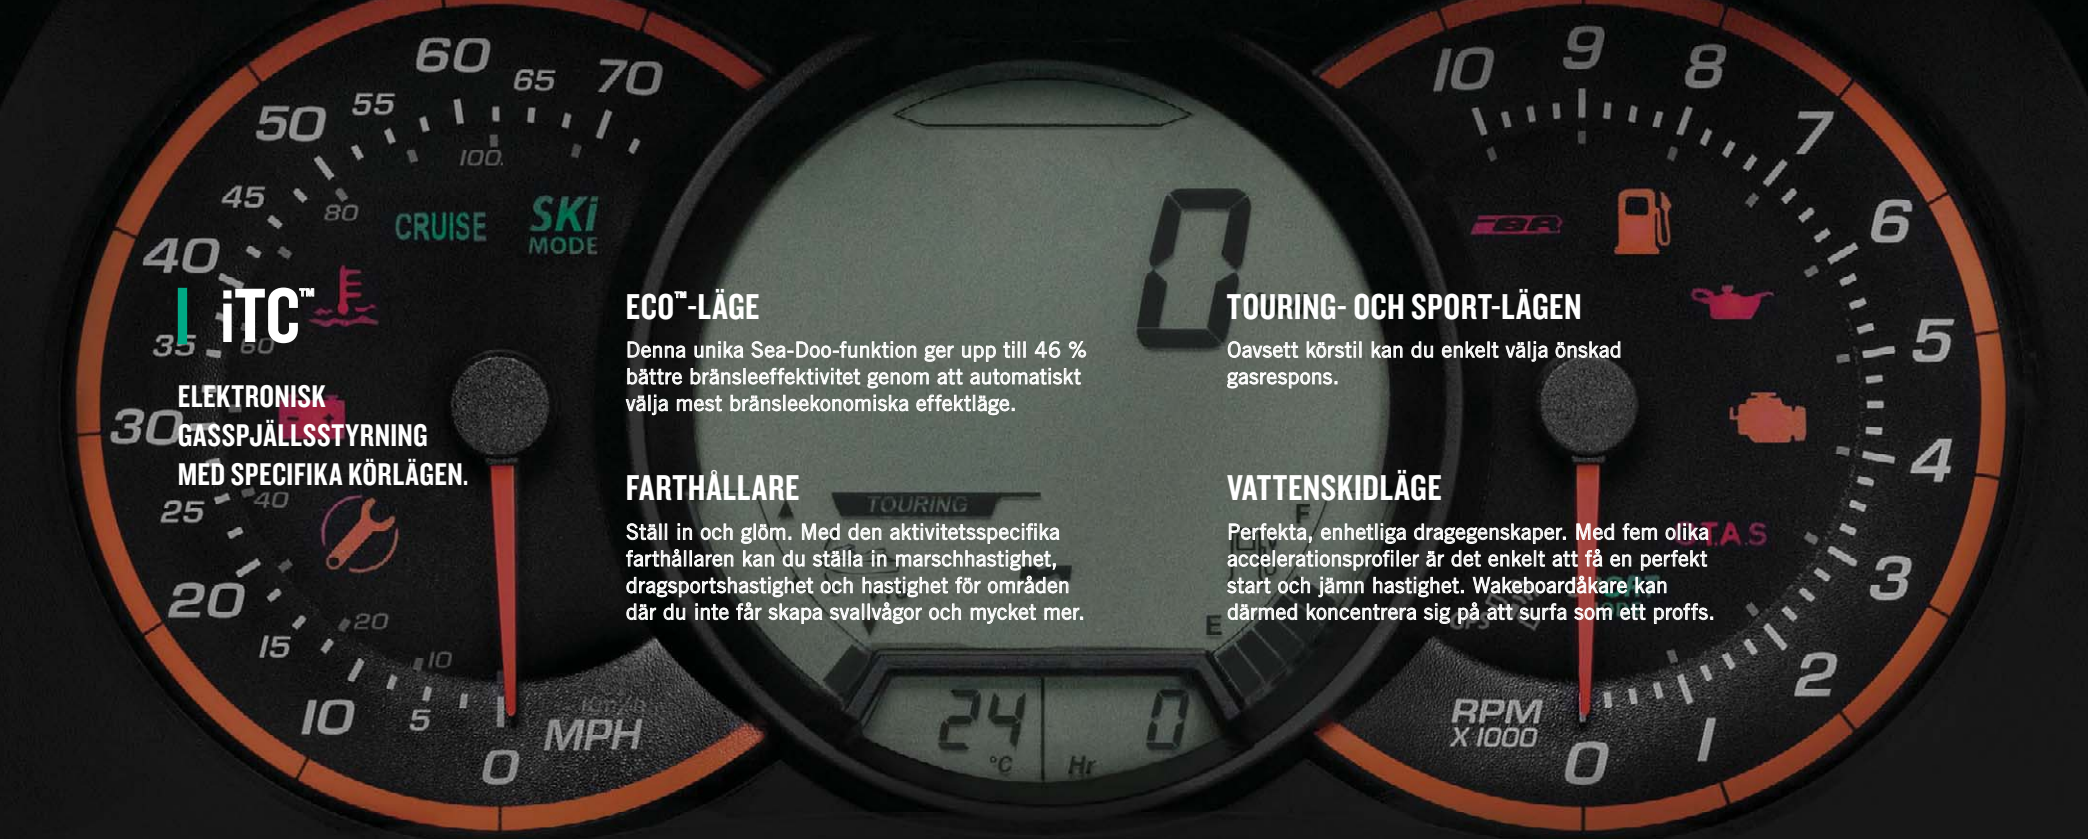 iTC™
ELEKTRONISK
GASSPJÄLLSSTYRNING
MED SPECIFIKA KÖRLÄGEN.
ECO™-LÄGE
Denna unika Sea-Doo-funktion ger upp till 46 %
bättre bränsleeffektivitet genom att automatiskt
välja mest bränsleekonomiska effektläge.
FARTHÅLLARE
Ställ in och glöm. Med den aktivitetsspecifika
farthållaren kan du ställa in marschhastighet,
dragsportshastighet och hastighet för områden
där du inte får skapa svallvågor och mycket mer.
TOURING- OCH SPORT-LÄGEN
Oavsett körstil kan du enkelt välja önskad
gasrespons.
VATTENSKIDLÄGE
Perfekta, enhetliga dragegenskaper. Med fem olika
accelerationsprofiler är det enkelt att få en perfekt
start och jämn hastighet. Wakeboardåkare kan
därmed koncentrera sig på att surfa som ett proffs.
0
5
10
15
20
25
30
35
40
45
50
55
60
65
70
10
20
40
60
80
100
km/h
MPH
CRUISE
SKi
MODE
0
TOURING
F
E
24
°C
0
Hr
10
9
8
7
6
5
4
3
2
1
0
RPM
X 1000
BR
T.A.S
GPS